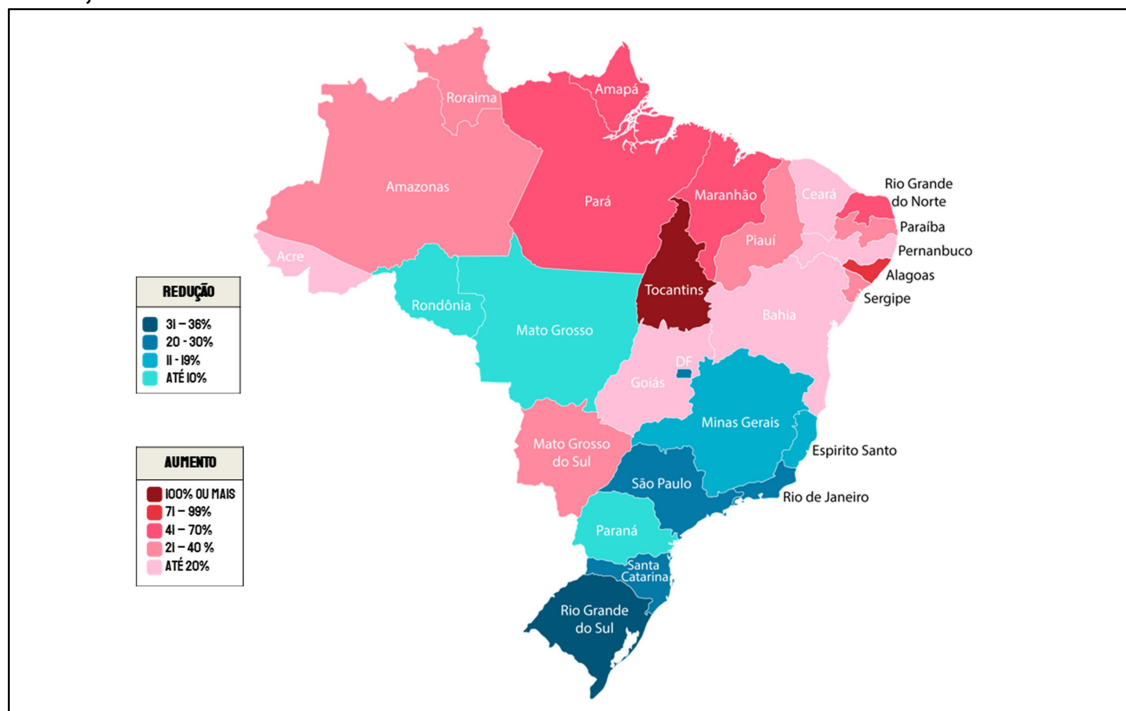 Roraima
Amapá
Amazonas
Pará
Maranhão
Ceará
Rio Grande
do Norte
Paraíba
Piauí
Pernanbuco
Acre
Alagoas
Tocantins
Sergipe
Rondônia
Bahia
Mato Grosso
DF
Goiás
Minas Gerais
Mato Grosso
do Sul
Espirito Santo
São Paulo
Rio de Janeiro
Paraná
Santa
Catarina
Rio Grande
do Sul
REDUÇÃO
31 – 36%
20 - 30%
11 - 19%
ATÉ 10%
AUMENTO
100% OU MAIS
71 – 99%
41 – 70%
21 – 40 %
ATÉ 20%